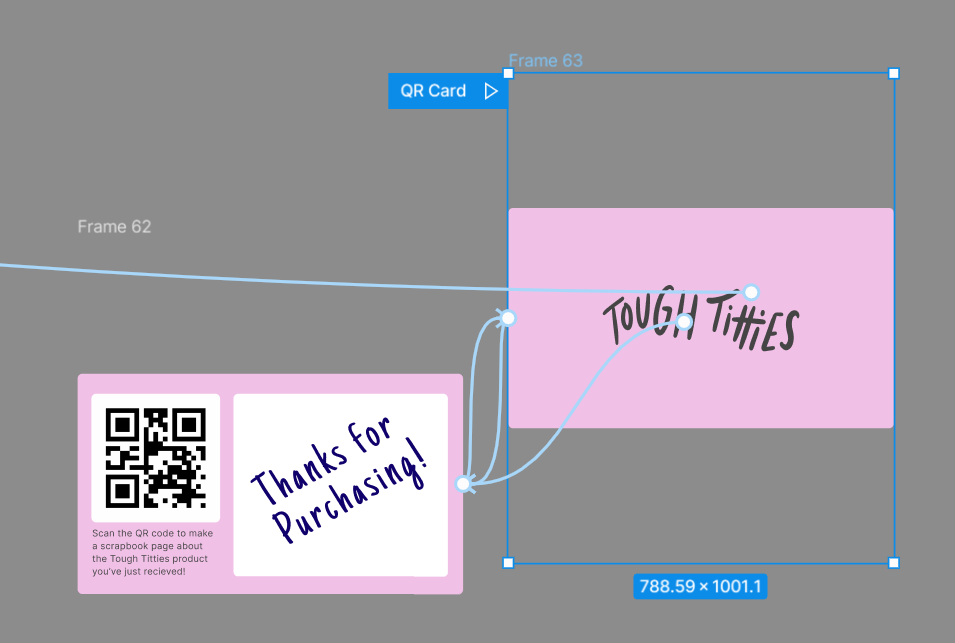 Frame 63
QR Card
Frame 62
TOUGH TiTTiES
Thanks for
Purchasing!
Scan the QR code to make
a scrapbook page about
the Tough Titties product
you've just recieved!
788.59 × 1001.1